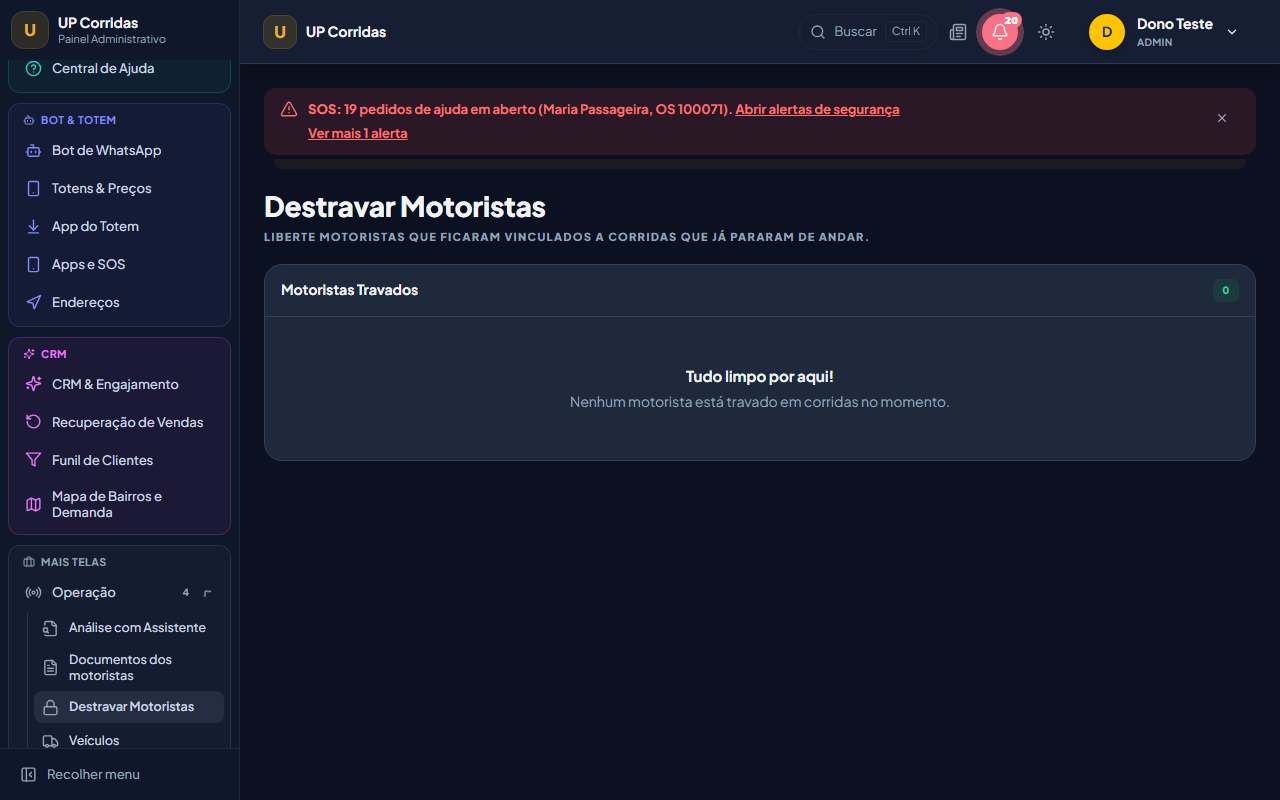 U
UP Corridas
Painel Administrativo
Central de Ajuda
BOT & TOTEM
Bot de WhatsApp
Totens & Preços
App do Totem
Apps e SOS
Endereços
CRM
CRM & Engajamento
Recuperação de Vendas
Funil de Clientes
Mapa de Bairros e
Demanda
MAIS TELAS
Operação 4
Análise com Assistente
Documentos dos
motoristas
Destravar Motoristas
Veículos
Recolher menu
U UP Corridas
Buscar Ctrl K
20
D
Dono Teste
ADMIN
SOS: 19 pedidos de ajuda em aberto (Maria Passageira, OS 100071). Abrir alertas de segurança
Ver mais 1 alerta
Destravar Motoristas
LIBERTE MOTORISTAS QUE FICARAM VINCULADOS A CORRIDAS QUE JÁ PARARAM DE ANDAR.
Motoristas Travados 0
Tudo limpo por aqui!
Nenhum motorista está travado em corridas no momento.